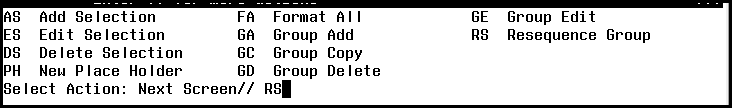 AS Add Selection FA Format All GE Group Edit
ES Edit Selection GA Group Add RS Resequence Group
DS Delete Selection GC Group Copy
PH New Place Holder GD Group Delete
Select Action: Next Screen// RS